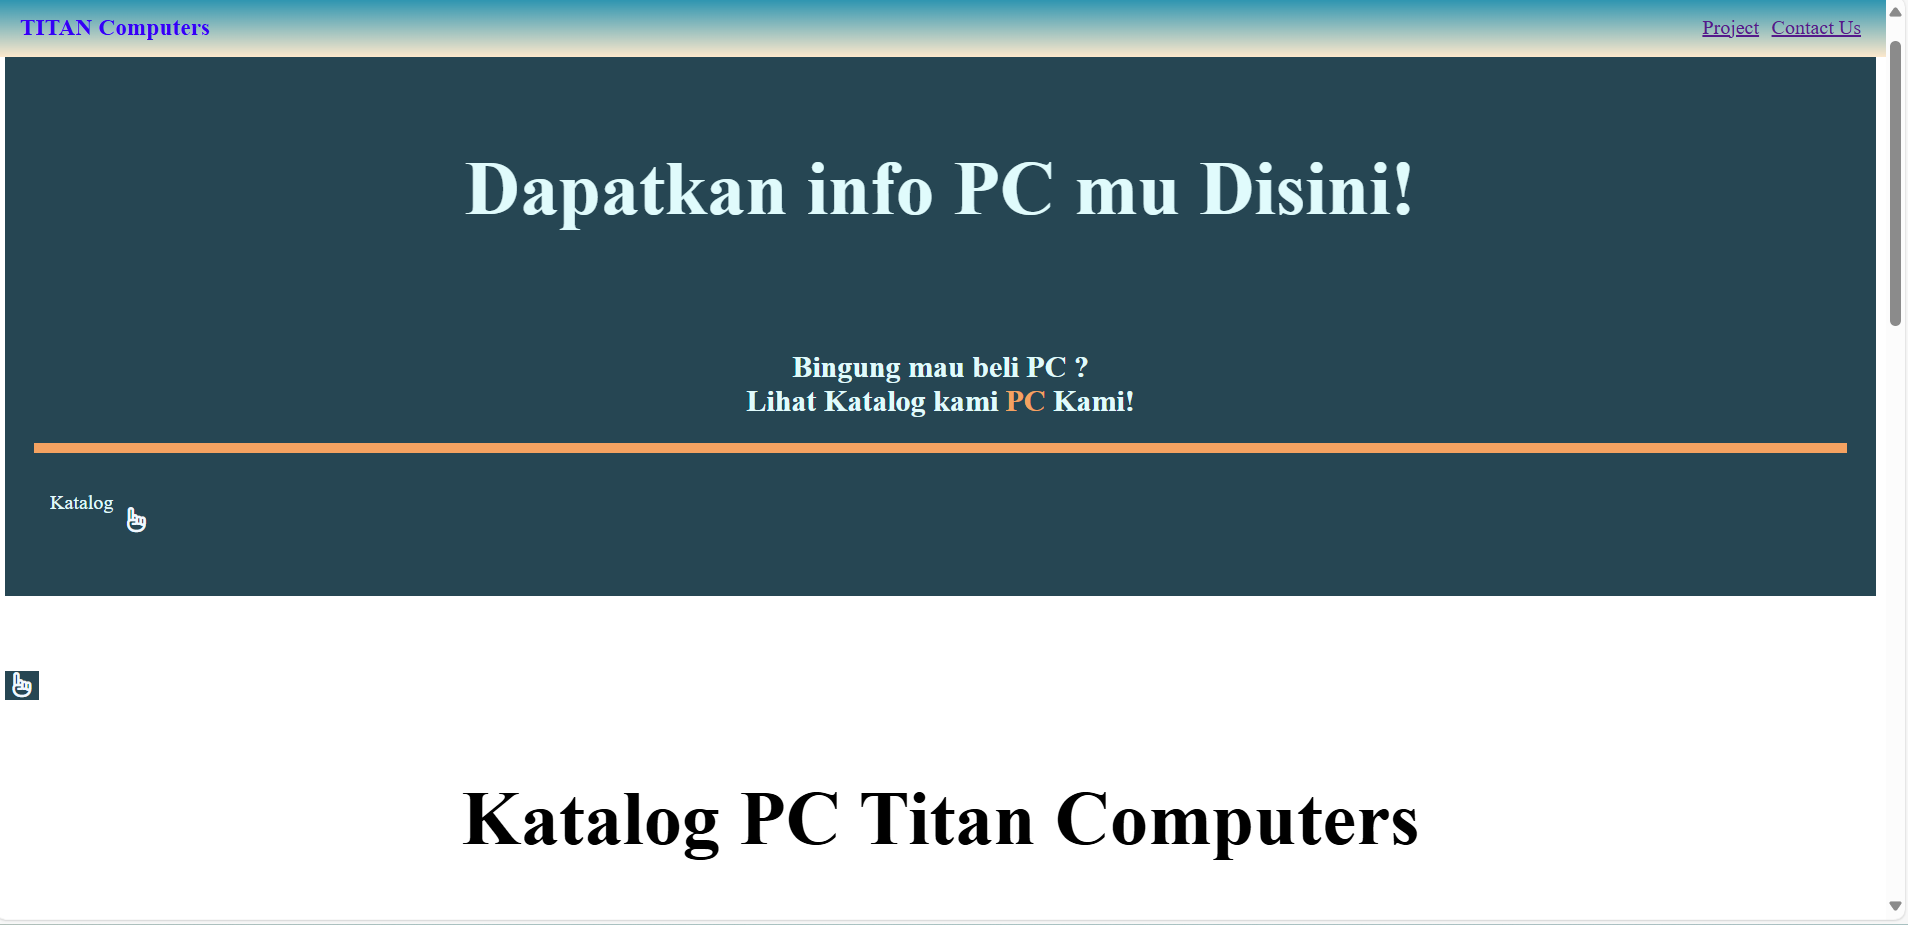 TITAN Computers
Project Contact Us
Dapatkan info PC mu Disini!
Bingung mau beli PC ?
Lihat Katalog kami PC Kami!
Katalog
Katalog PC Titan Computers